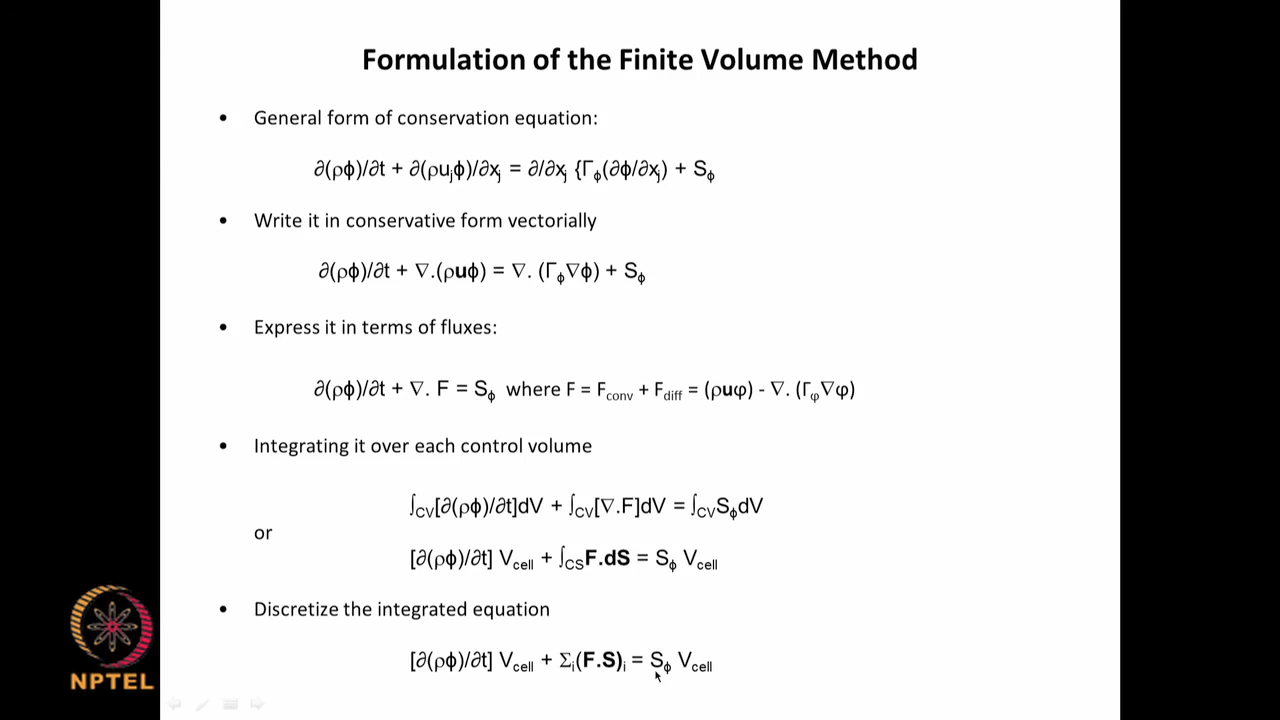 Formulation of the Finite Volume Method
• General form of conservation equation:
∂(ρϕ)/∂t + ∂(ρujϕ)/∂xj = ∂/∂xj {Γϕ(∂ϕ/∂xj) + Sϕ
• Write it in conservative form vectorially
∂(ρϕ)/∂t + ∇.(ρuϕ) = ∇. (Γϕ∇ϕ) + Sϕ
• Express it in terms of fluxes:
∂(ρϕ)/∂t + ∇. F = Sϕ where F = Fconv + Fdiff = (ρuφ) - ∇. (Γφ∇φ)
• Integrating it over each control volume
∫CV[∂(ρϕ)/∂t]dV + ∫CV[∇.F]dV = ∫CVSϕdV
or
[∂(ρϕ)/∂t] Vcell + ∫CSF.dS = Sϕ Vcell
• Discretize the integrated equation
[∂(ρϕ)/∂t] Vcell + Σi(F.S)i = Sϕ Vcell
NPTEL